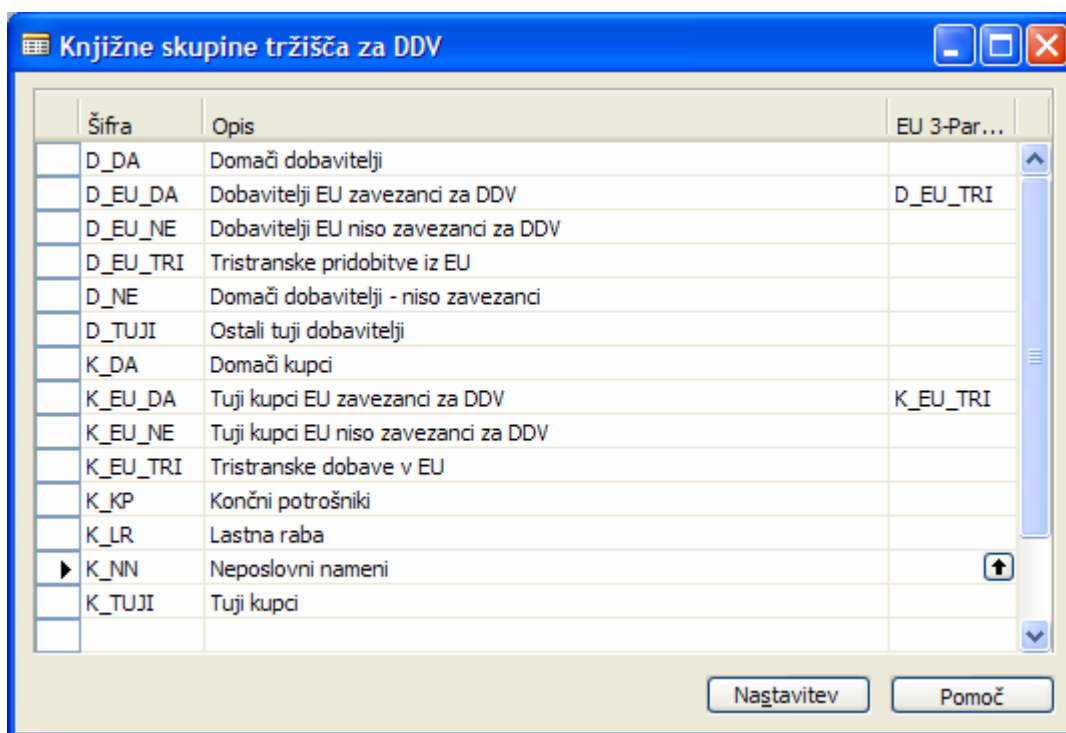 Knjižne skupine tržišča za DDV
Šifra Opis EU 3-Par...
D_DA Domači dobavitelji
D_EU_DA Dobavitelji EU zavezanci za DDV D_EU_TRI
D_EU_NE Dobavitelji EU niso zavezanci za DDV
D_EU_TRI Tristranske pridobitve iz EU
D_NE Domači dobavitelji - niso zavezanci
D_TUJI Ostali tuji dobavitelji
K_DA Domači kupci
K_EU_DA Tuji kupci EU zavezanci za DDV K_EU_TRI
K_EU_NE Tuji kupci EU niso zavezanci za DDV
K_EU_TRI Tristranske dobave v EU
K_KP Končni potrošniki
K_LR Lastna raba
K_NN Neposlovni nameni
K_TUJI Tuji kupci
Nastavitev Pomoč